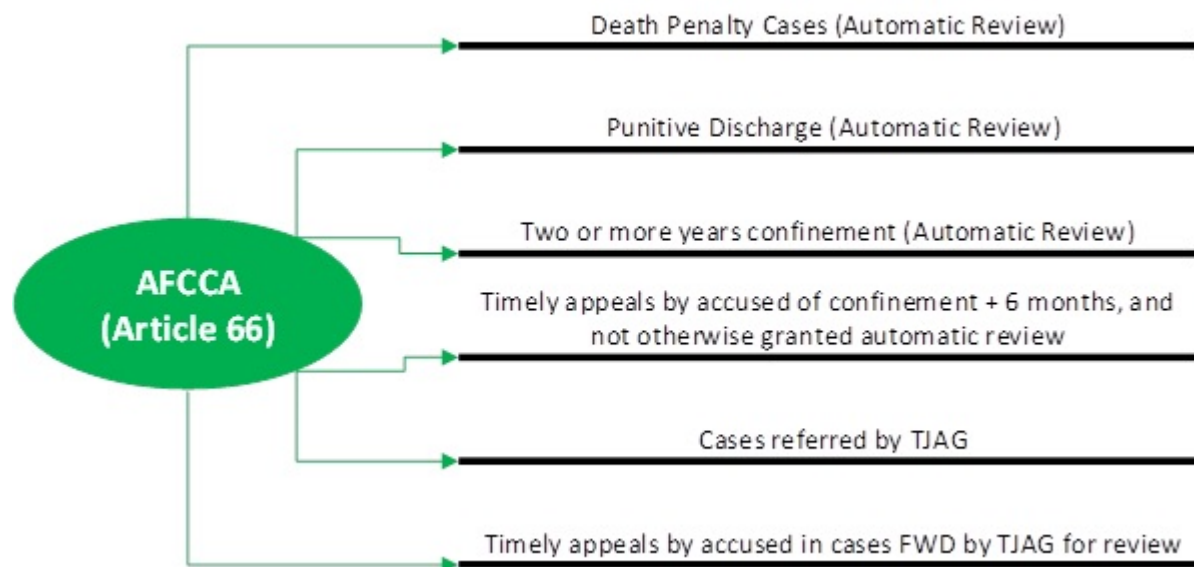 Death Penalty Cases (Automatic Review)
Punitive Discharge (Automatic Review)
Two or more years confinement (Automatic Review)
AFCCA
(Article 66)
Timely appeals by accused of confinement + 6 months, and
not otherwise granted automatic review
Cases referred by TJAG
Timely appeals by accused in cases FWD by TJAG for review